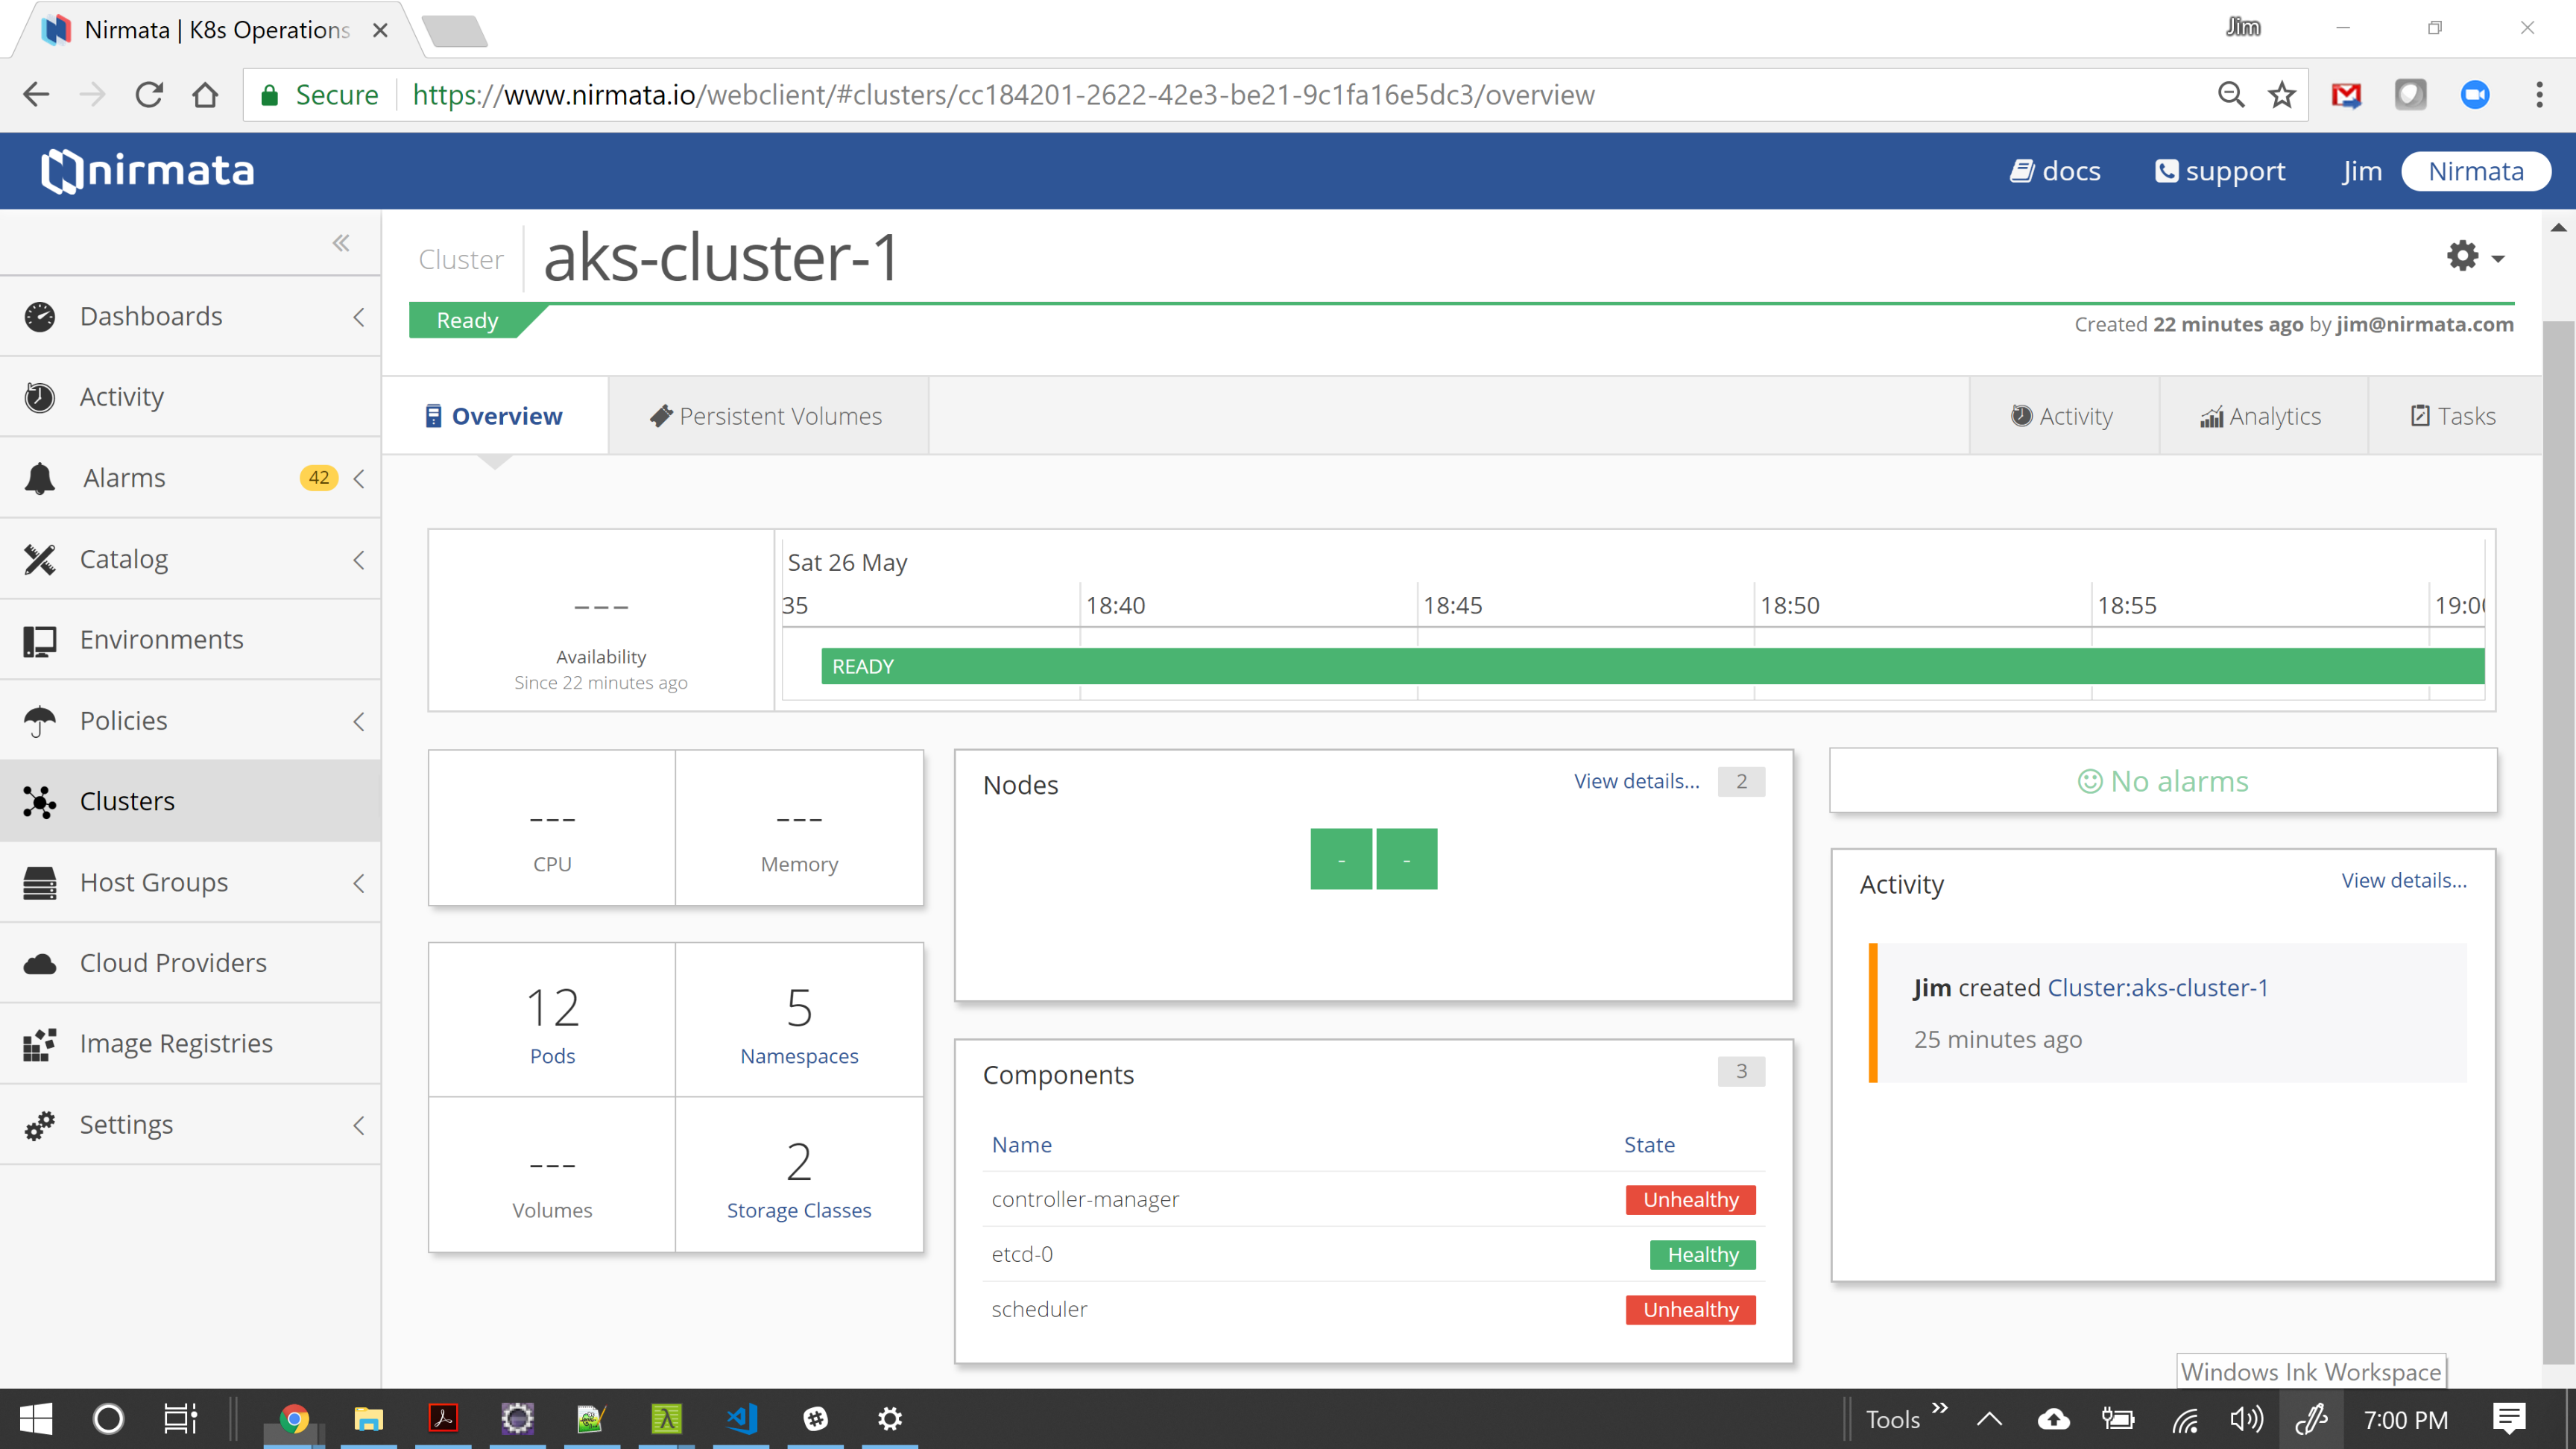 Nirmata | K8s Operations
Jim
Secure
https://www.nirmata.io/webclient/#clusters/cc184201-2622-42e3-be21-9c1fa16e5dc3/overview
nirmata
docs
support
Jim
Nirmata
Cluster
aks-cluster-1
Ready
Created 22 minutes ago by jim@nirmata.com
Dashboards
Activity
Alarms
42
Catalog
Environments
Policies
Clusters
Host Groups
Cloud Providers
Image Registries
Settings
Overview
Persistent Volumes
Activity
Analytics
Tasks
---
Availability
Since 22 minutes ago
Sat 26 May
35
18:40
18:45
18:50
18:55
19:00
READY
---
CPU
---
Memory
12
Pods
5
Namespaces
---
Volumes
2
Storage Classes
Nodes
View details...
2
-
-
Components
3
Name
State
controller-manager
Unhealthy
etcd-0
Healthy
scheduler
Unhealthy
No alarms
Activity
View details...
Jim created Cluster:aks-cluster-1
25 minutes ago
Windows Ink Workspace
Tools
7:00 PM